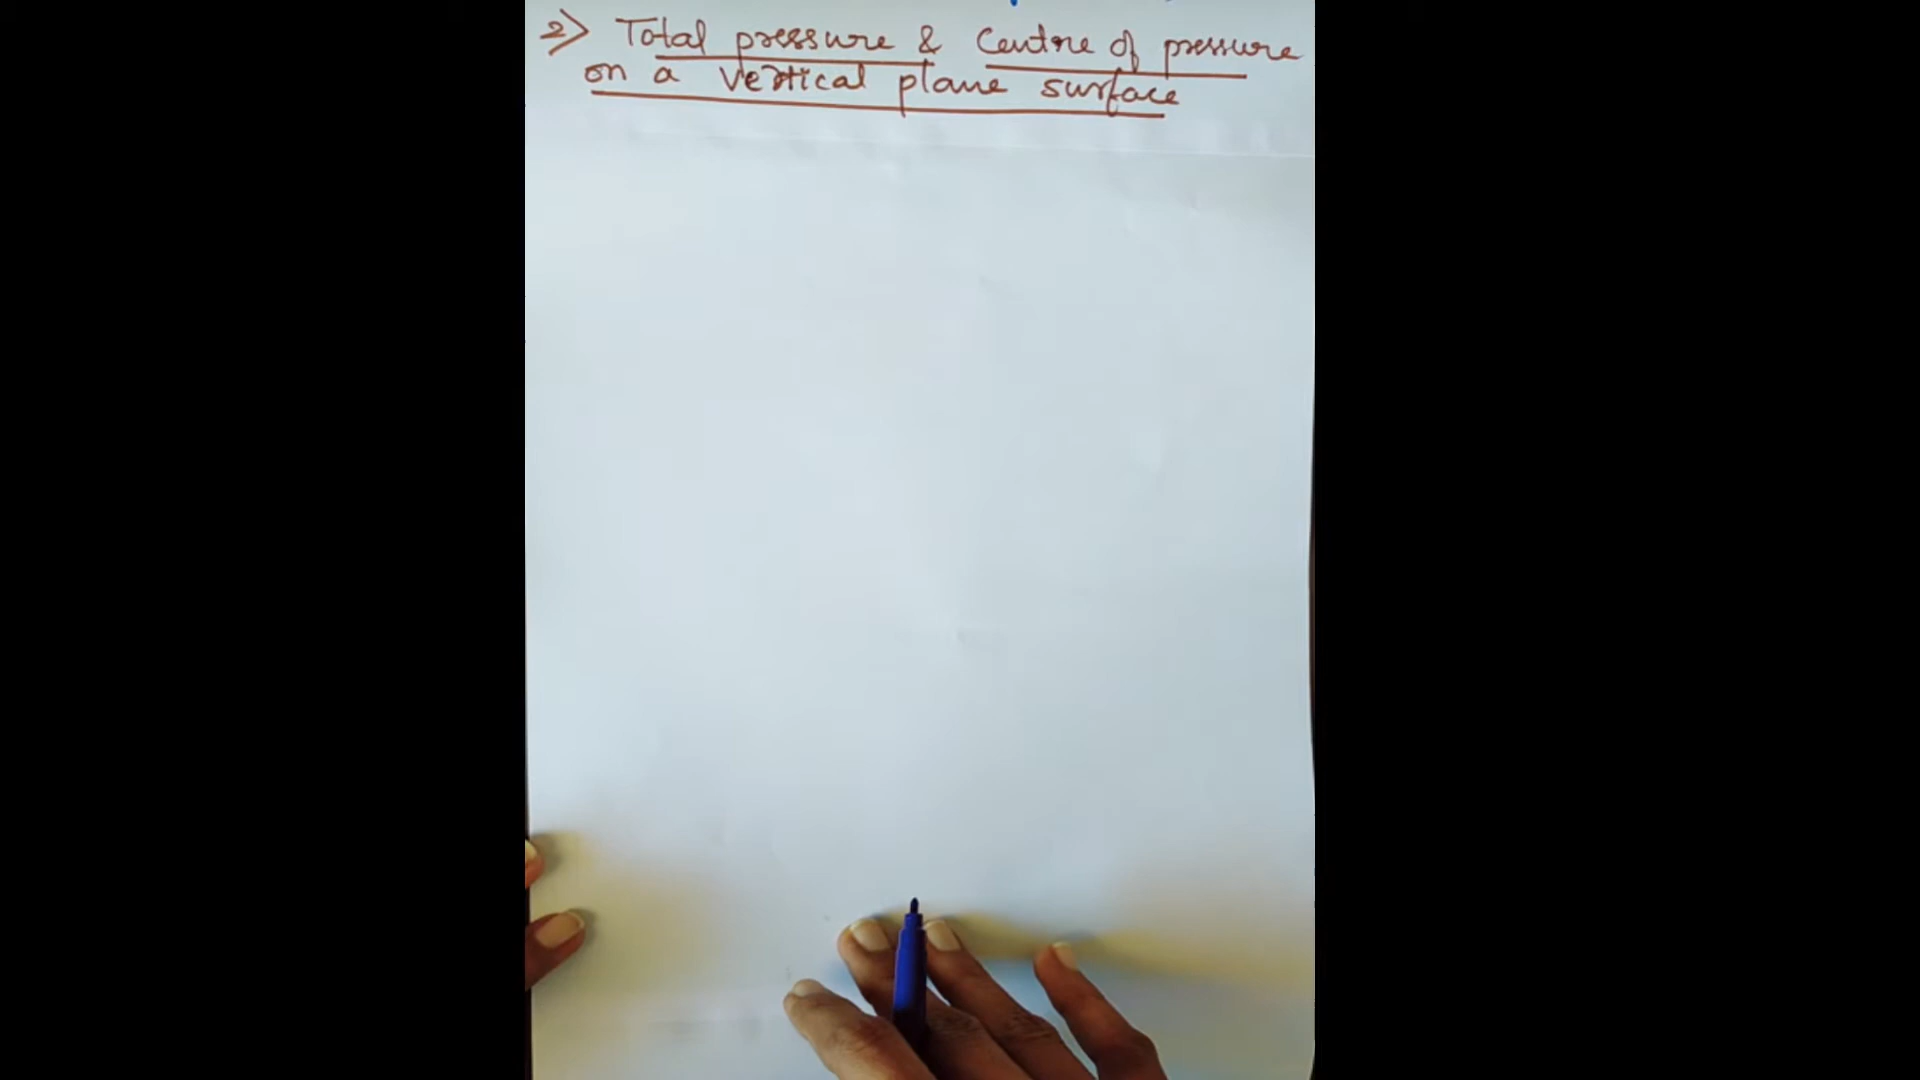 2) Total pressure & Centre of pressure
on a vertical plane surface